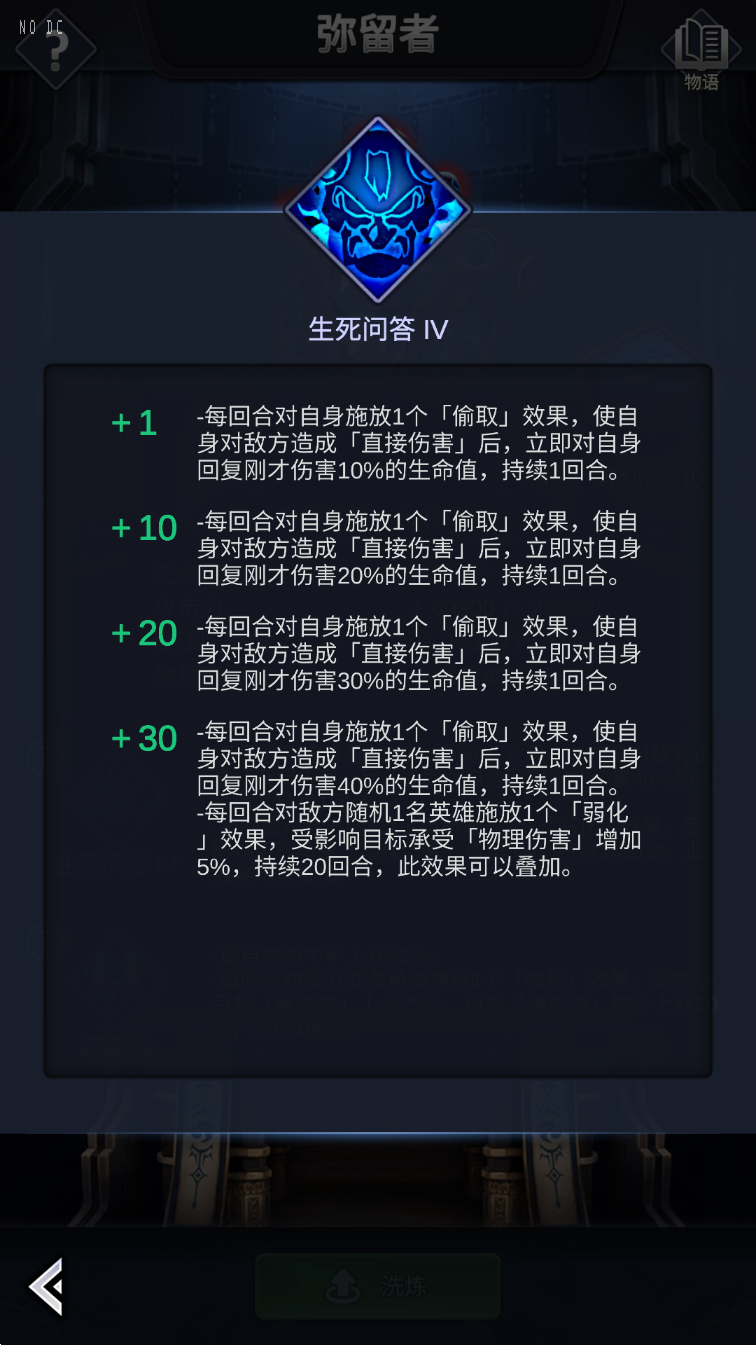 NO DC
弥留者
物语
生死问答 IV
+1
-每回合对自身施放1个「偷取」效果，使自
身对敌方造成「直接伤害」后，立即对自身
回复刚才伤害10%的生命值，持续1回合。
+10
-每回合对自身施放1个「偷取」效果，使自
身对敌方造成「直接伤害」后，立即对自身
回复刚才伤害20%的生命值，持续1回合。
+20
-每回合对自身施放1个「偷取」效果，使自
身对敌方造成「直接伤害」后，立即对自身
回复刚才伤害30%的生命值，持续1回合。
+30
-每回合对自身施放1个「偷取」效果，使自
身对敌方造成「直接伤害」后，立即对自身
回复刚才伤害40%的生命值，持续1回合。
-每回合对敌方随机1名英雄施放1个「弱化
」效果，受影响目标承受「物理伤害」增加
5%，持续20回合，此效果可以叠加。
洗炼